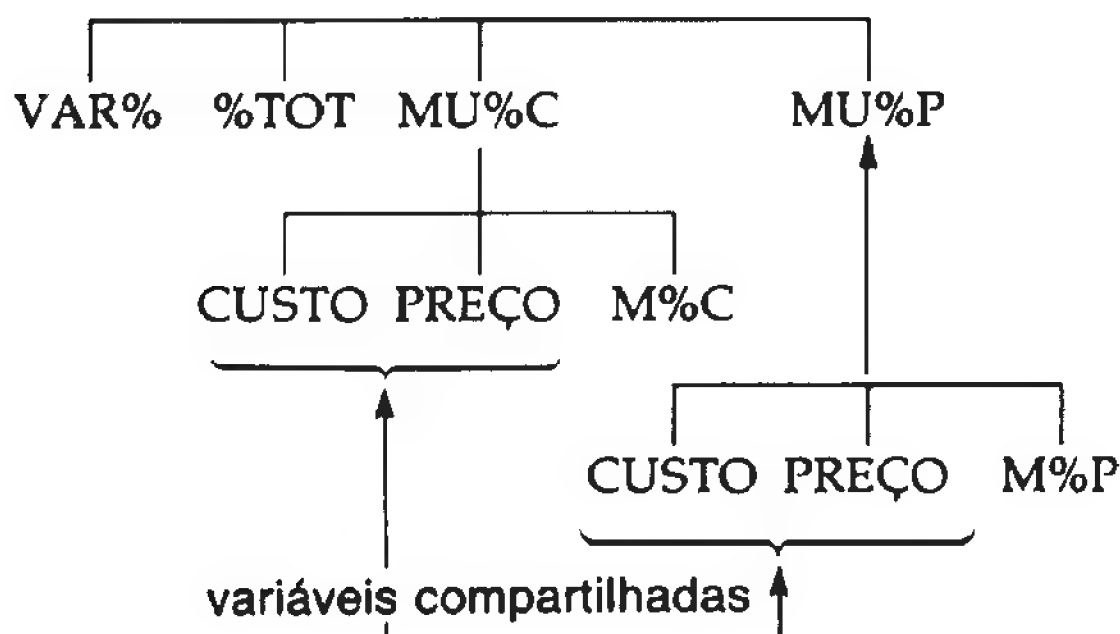 VAR% %TOT MU%C MU%P
CUSTO PREÇO M%C
CUSTO PREÇO M%P
variáveis compartilhadas